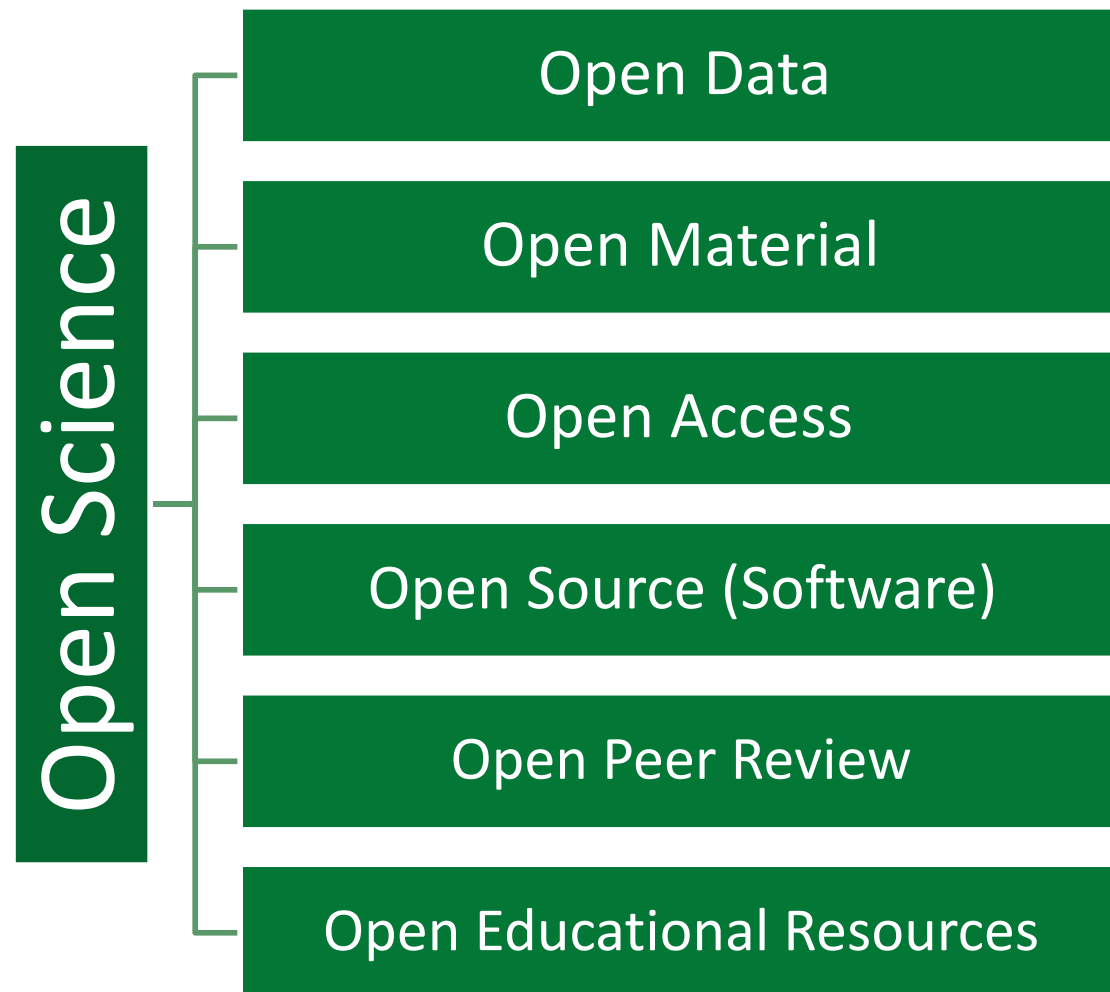 Open Science
Open Data
Open Material
Open Access
Open Source (Software)
Open Peer Review
Open Educational Resources